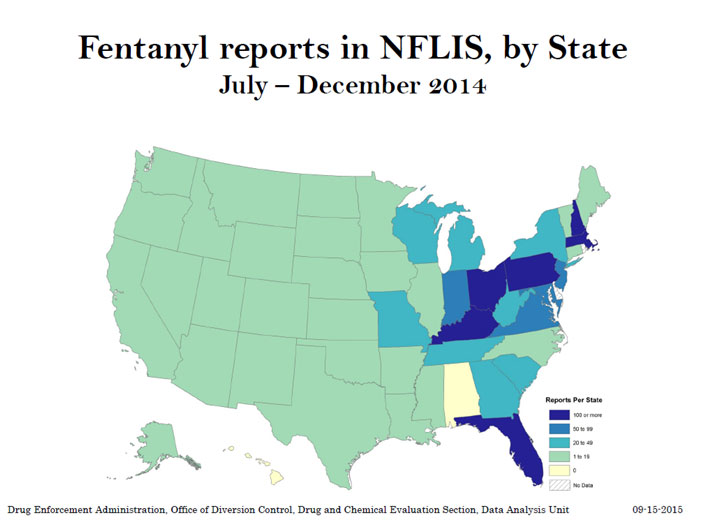 Fentanyl reports in NFLIS, by State
July – December 2014
Reports Per State
100 or more
50 to 99
20 to 49
1 to 19
0
No Data
Drug Enforcement Administration, Office of Diversion Control, Drug and Chemical Evaluation Section, Data Analysis Unit 09-15-2015